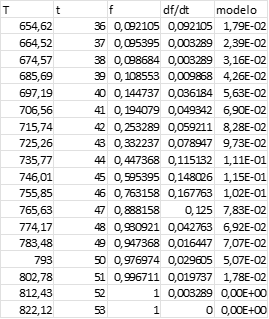 T t f df/dt modelo
654,62 36 0,092105 0,092105 1,79E-02
664,52 37 0,095395 0,003289 2,39E-02
674,57 38 0,098684 0,003289 3,16E-02
685,69 39 0,108553 0,009868 4,26E-02
697,19 40 0,144737 0,036184 5,63E-02
706,56 41 0,194079 0,049342 6,90E-02
715,74 42 0,253289 0,059211 8,28E-02
725,26 43 0,332237 0,078947 9,73E-02
735,77 44 0,447368 0,115132 1,11E-01
746,01 45 0,595395 0,148026 1,15E-01
755,85 46 0,763158 0,167763 1,02E-01
765,63 47 0,888158 0,125 7,83E-02
774,17 48 0,930921 0,042763 6,92E-02
783,48 49 0,947368 0,016447 7,07E-02
793 50 0,976974 0,029605 5,07E-02
802,78 51 0,996711 0,019737 1,78E-02
812,43 52 1 0,003289 0,00E+00
822,12 53 1 0 0,00E+00